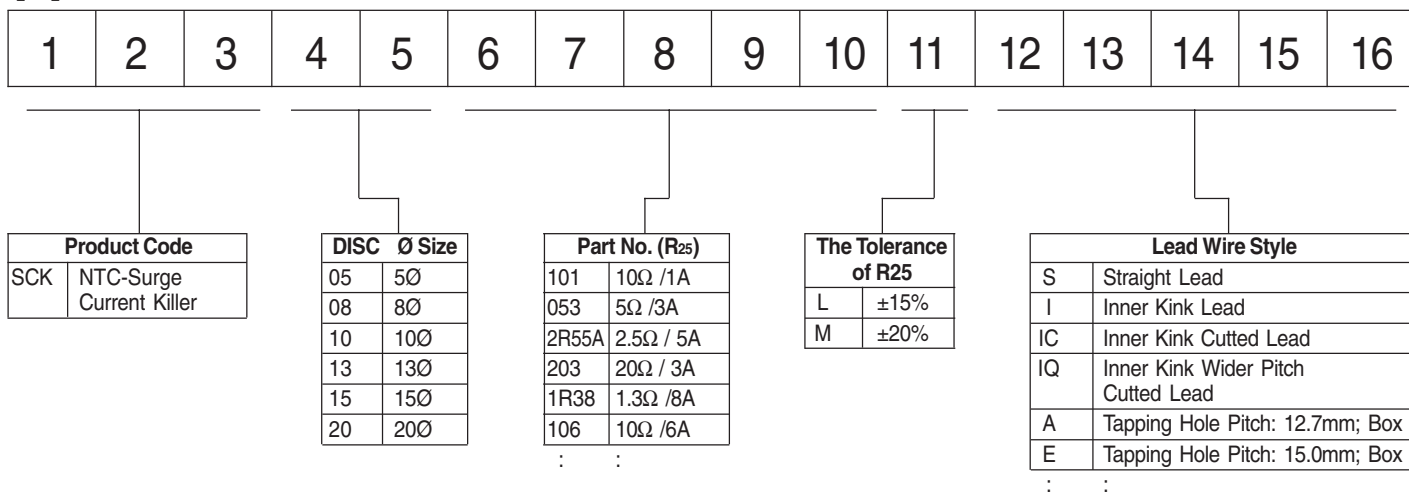 1 2 3 4 5 6 7 8 9 10 11 12 13 14 15 16
Product Code
SCK NTC-Surge
Current Killer
DISC Ø Size
05 5Ø
08 8Ø
10 10Ø
13 13Ø
15 15Ø
20 20Ø
Part No. (R25)
101 10Ω /1A
053 5Ω /3A
2R55A 2.5Ω / 5A
203 20Ω / 3A
1R38 1.3Ω /8A
106 10Ω /6A
: :
The Tolerance
of R25
L ±15%
M ±20%
Lead Wire Style
S Straight Lead
I Inner Kink Lead
IC Inner Kink Cutted Lead
IQ Inner Kink Wider Pitch
Cutted Lead
A Tapping Hole Pitch: 12.7mm; Box
E Tapping Hole Pitch: 15.0mm; Box
: :